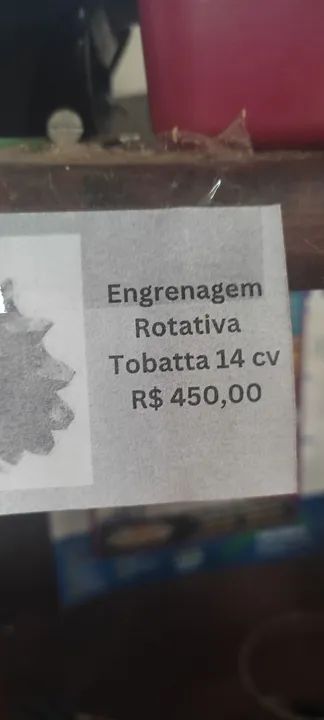 Engrenagem
Rotativa
Tobatta 14 cv
R$ 450,00